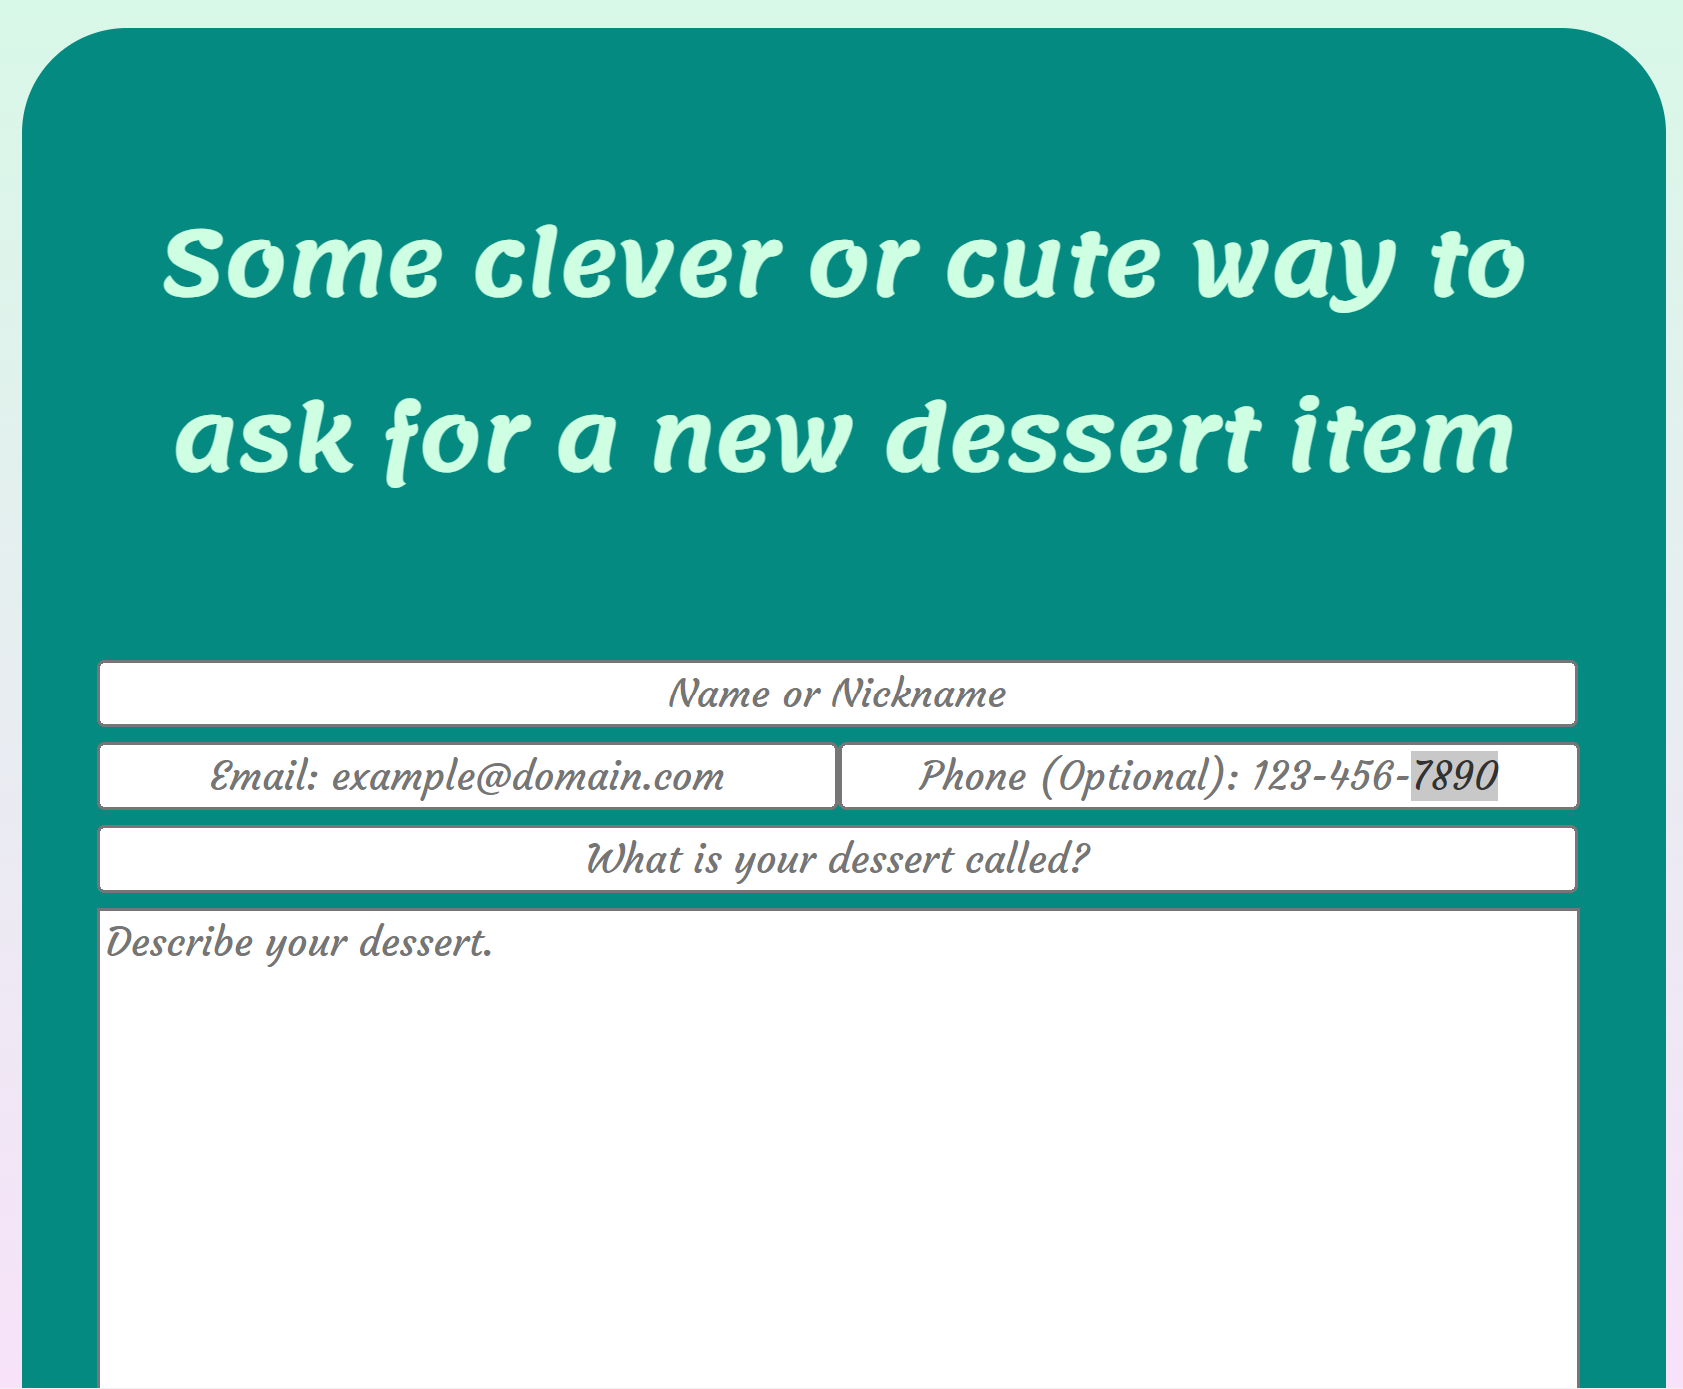 Some clever or cute way to
ask for a new dessert item
Name or Nickname
Email: example@domain.com
Phone (Optional): 123-456-7890
What is your dessert called?
Describe your dessert.